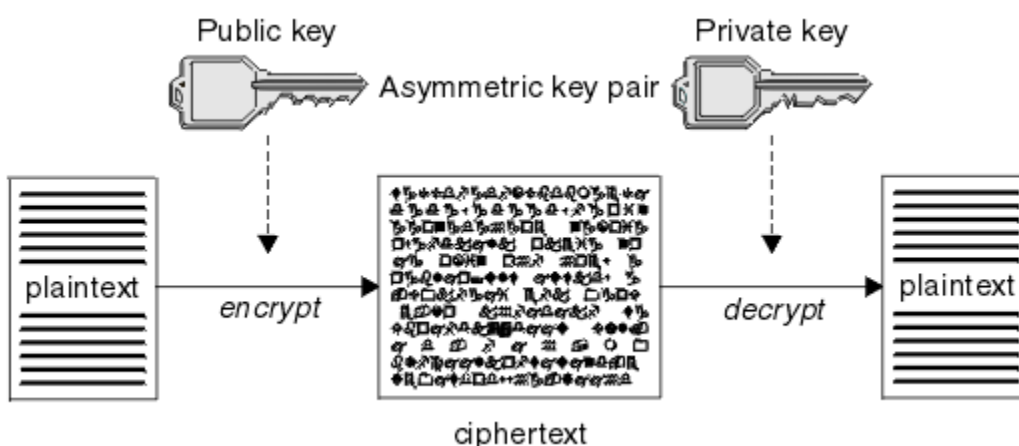 Public key
Private key
Asymmetric key pair
plaintext
encrypt
decrypt
plaintext
ciphertext